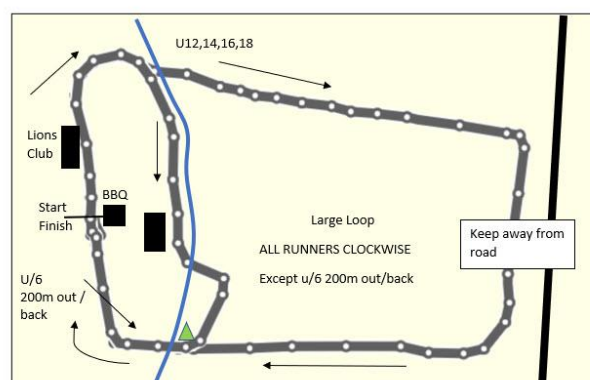 U12,14,16,18
Lions
Club
BBQ
Start
Finish
Large Loop
ALL RUNNERS CLOCKWISE
Except u/6 200m out/back
Keep away from
road
U/6
200m out /
back